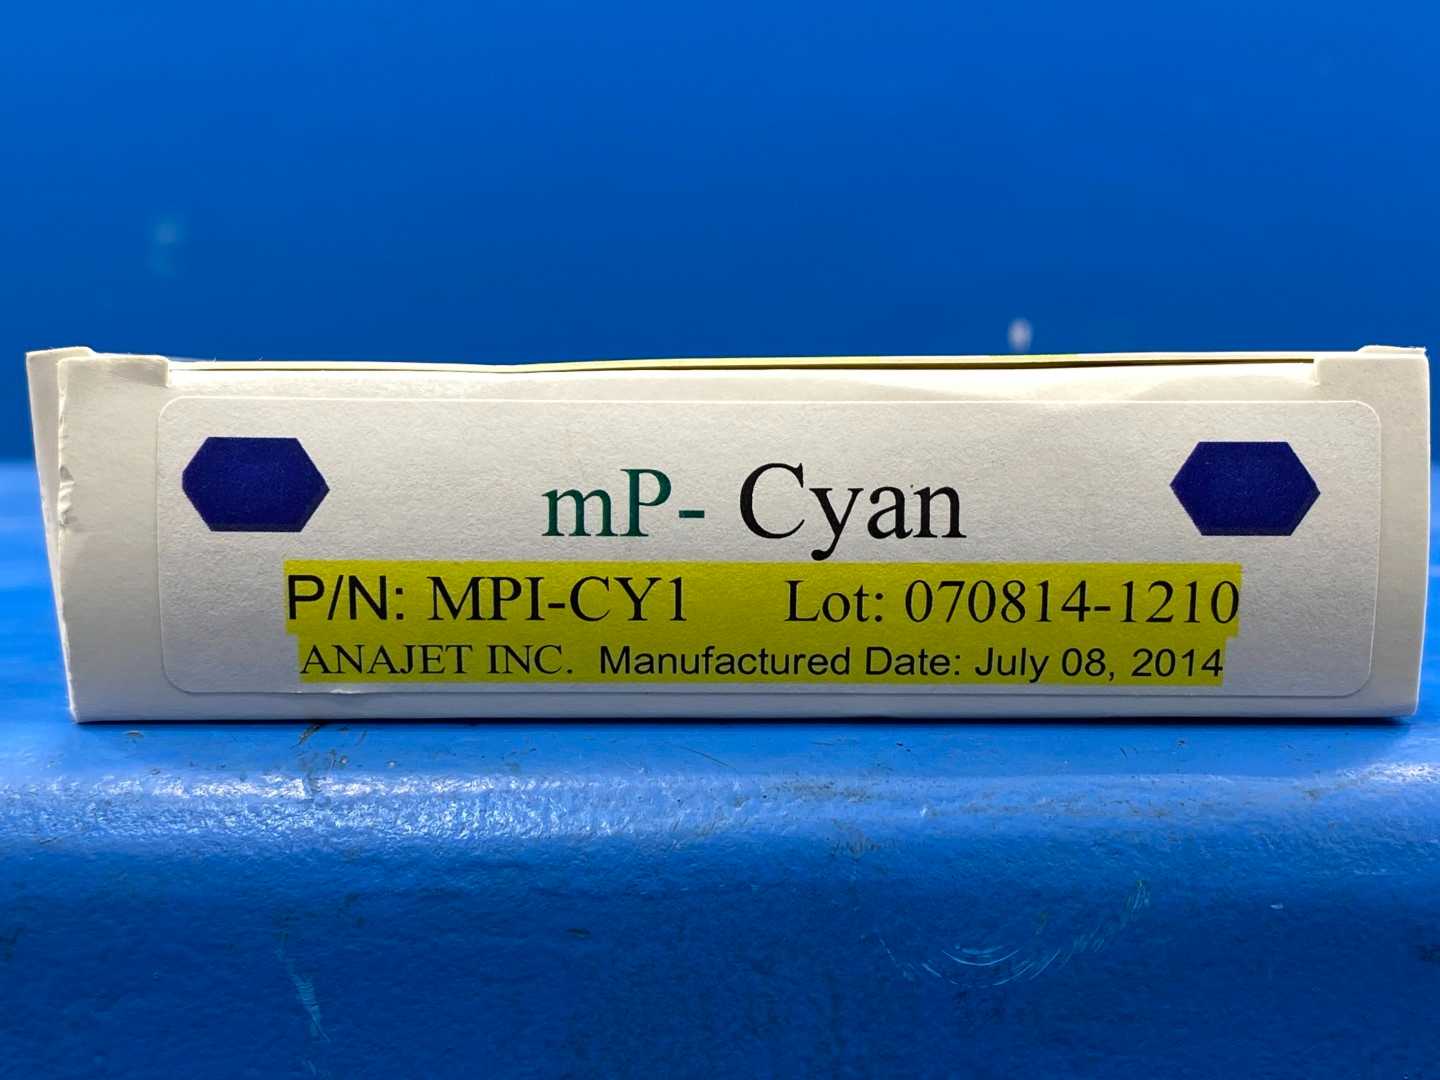 mP- Cyan
P/N: MPI-CY1 Lot: 070814-1210
ANAJET INC. Manufactured Date: July 08, 2014